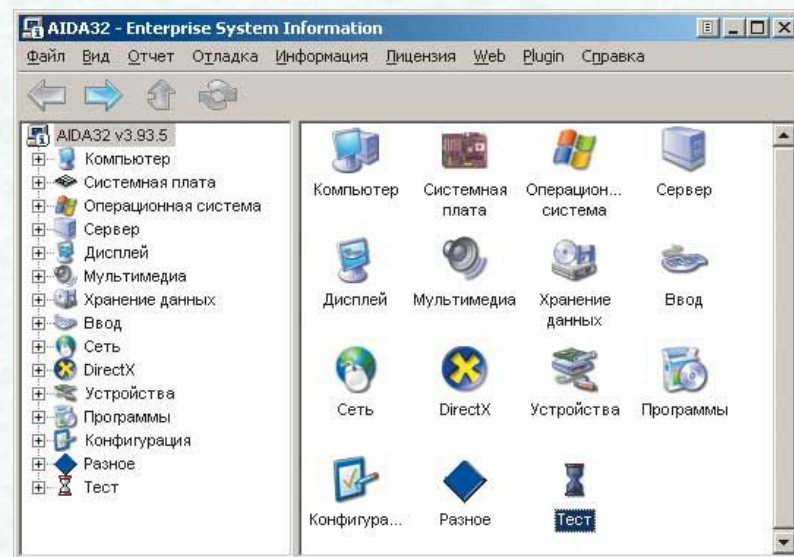 AIDA32 - Enterprise System Information
Файл Вид Отчет Отладка Информация Лицензия Web Plugin Справка
AIDA32 v3.93.5
Компьютер
Системная плата
Операционная система
Сервер
Дисплей
Мультимедиа
Хранение данных
Ввод
Сеть
DirectX
Устройства
Программы
Конфигурация
Разное
Тест
Компьютер
Системная
плата
Операцион...
система
Сервер
Дисплей
Мультимедиа
Хранение
данных
Ввод
Сеть
DirectX
Устройства
Программы
Конфигура...
Разное
Тест